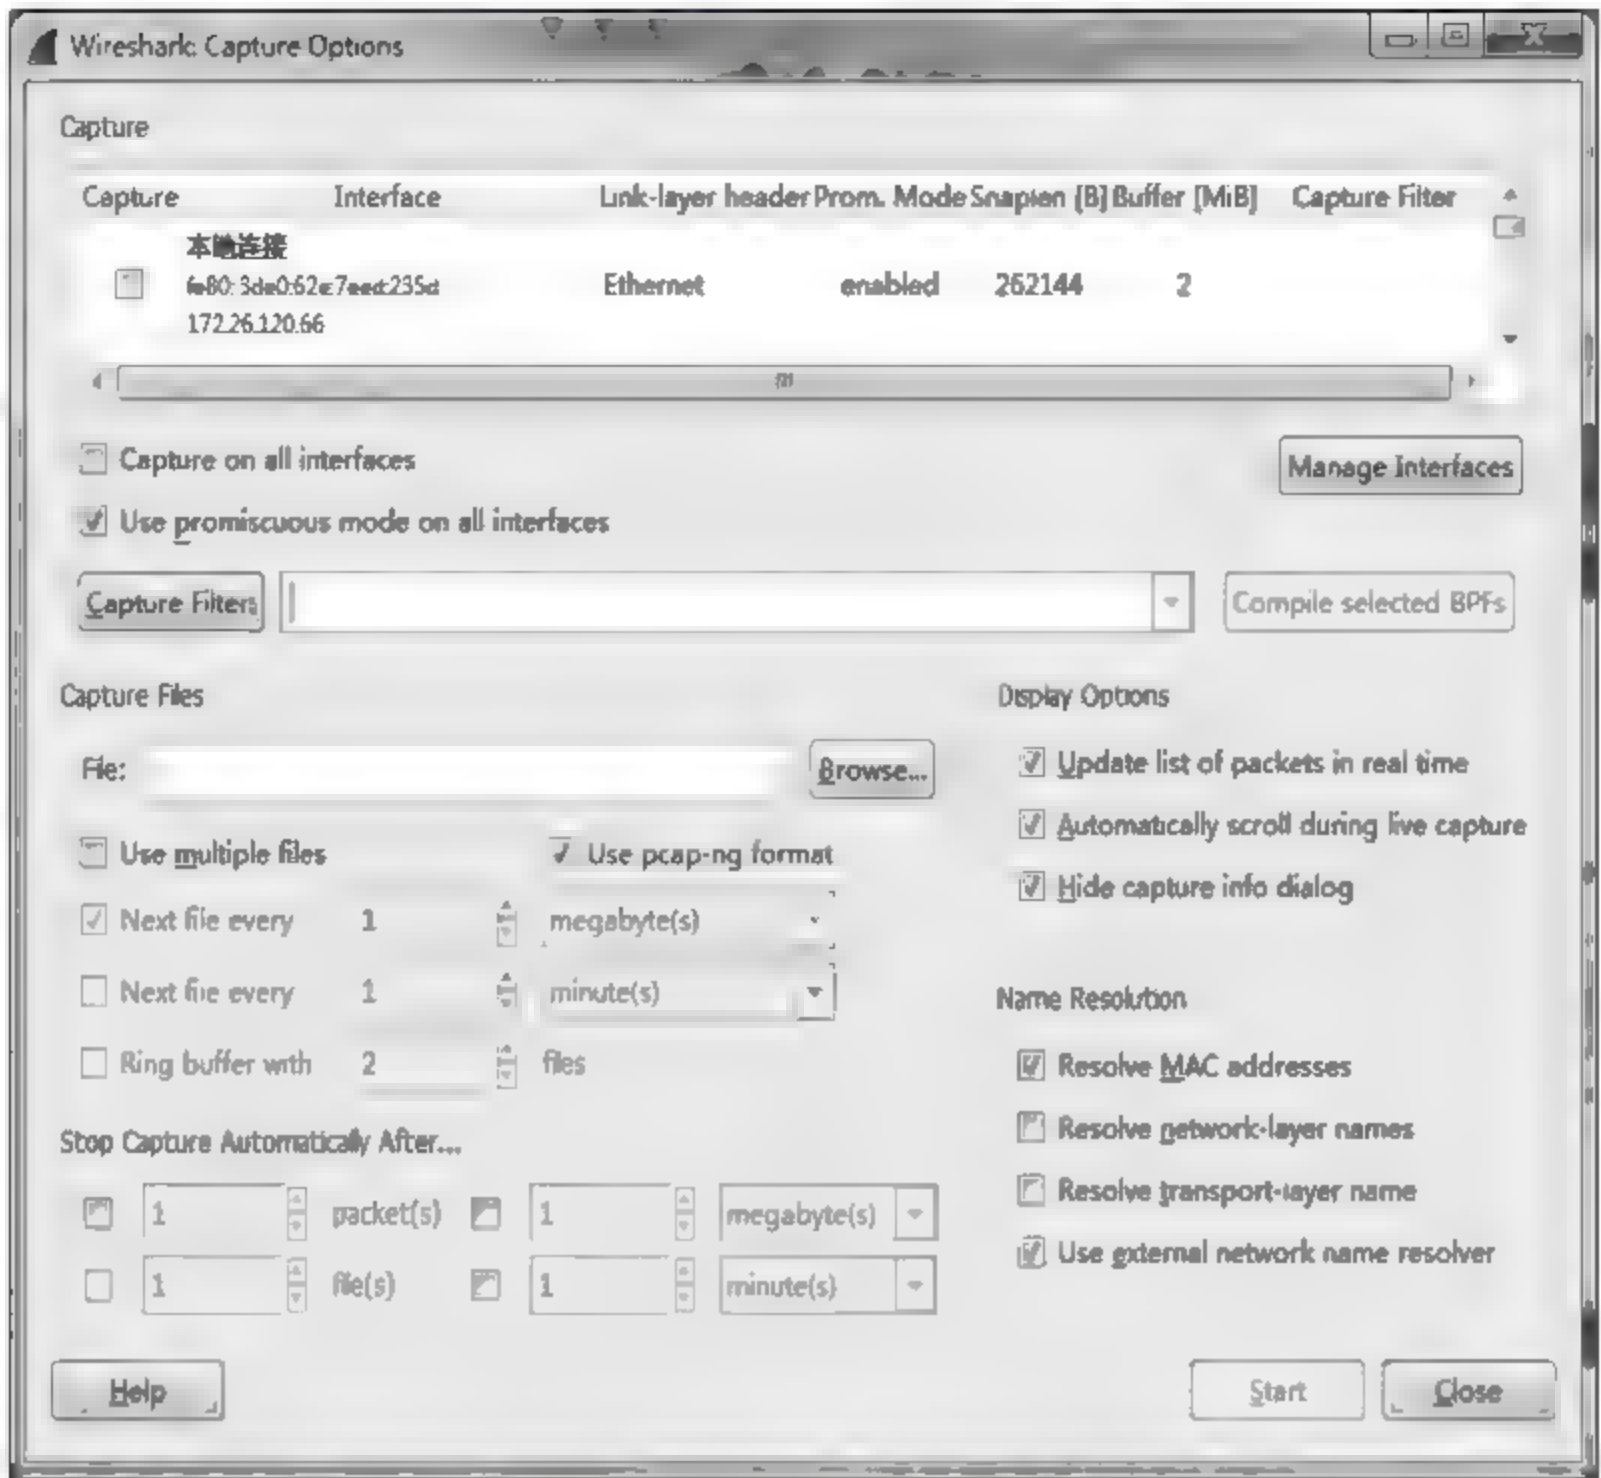 Wireshark: Capture Options
Capture
Capture Interface Link-layer header Prom. Mode Snaplen [B] Buffer [MiB] Capture Filter
本地连接
172.26.120.66
Ethernet enabled 262144 2
Capture on all interfaces
Manage Interfaces
Use promiscuous mode on all interfaces
Capture Filter:
Compile selected BPFs
Capture Files
File:
Browse...
Use multiple files
Use pcap-ng format
Next file every 1 megabyte(s)
Next file every 1 minute(s)
Ring buffer with 2 files
Stop Capture Automatically After...
1 packet(s) 1 megabyte(s)
1 file(s) 1 minute(s)
Display Options
Update list of packets in real time
Automatically scroll during live capture
Hide capture info dialog
Name Resolution
Resolve MAC addresses
Resolve network-layer names
Resolve transport-layer name
Use external network name resolver
Help
Start
Close